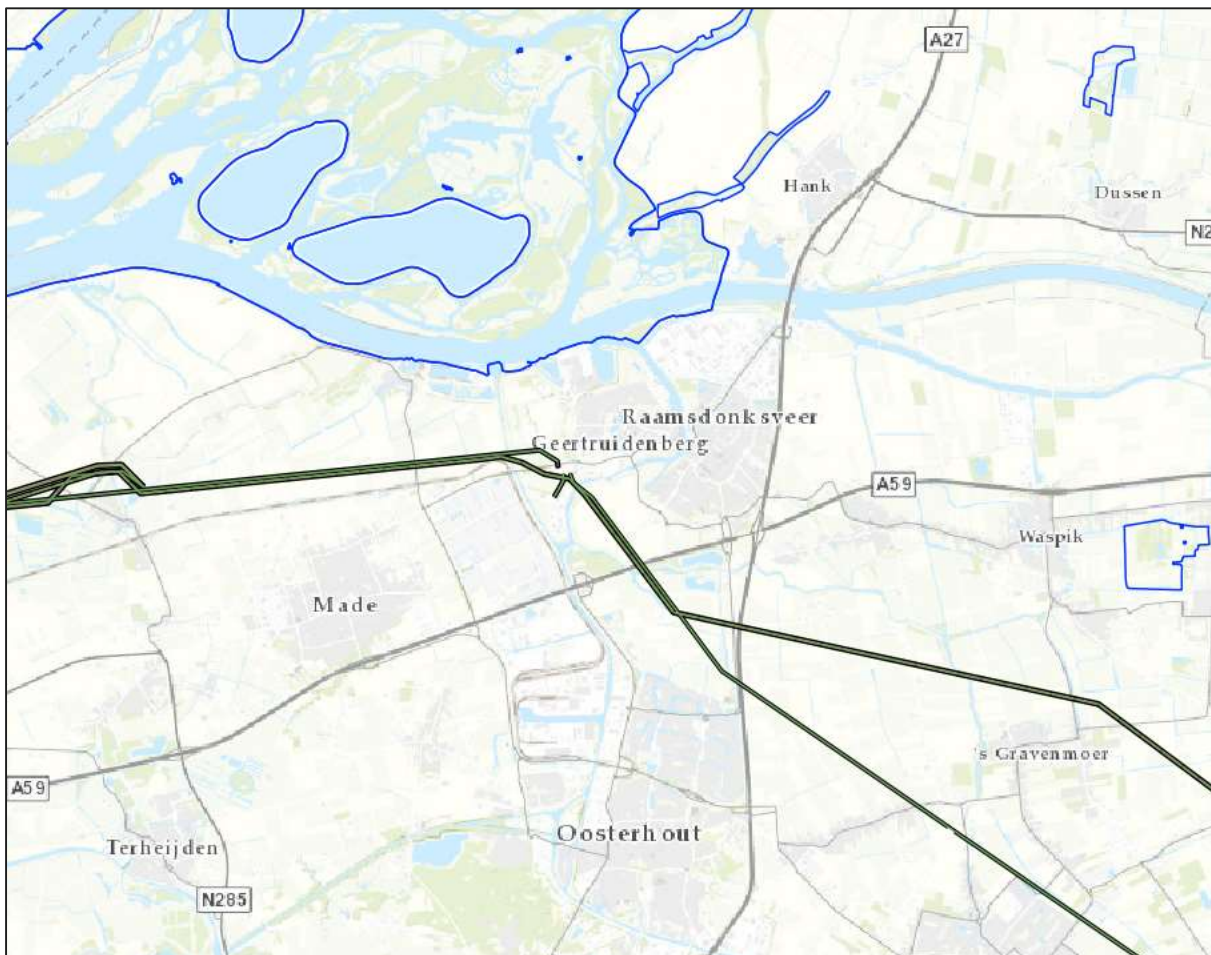 A27
Hank
Dussen
N2
Raamsdonksveer
Geertruidenberg
A59
Waspik
Made
's Gravenmoer
A59
Oosterhout
Terheijden
N285